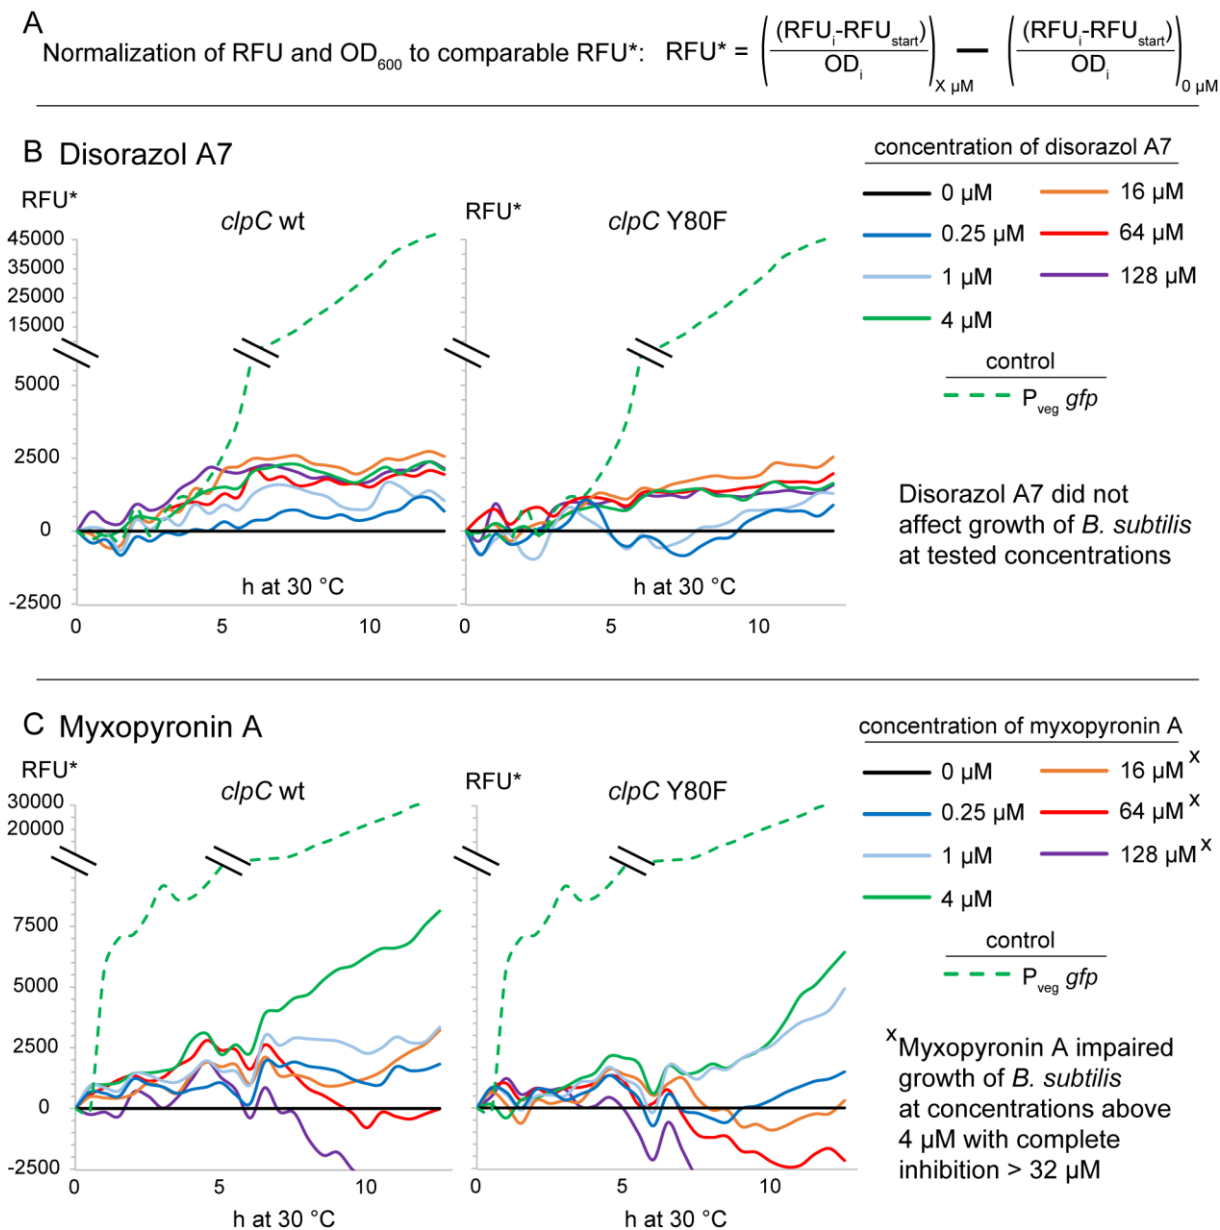 A
Normalization of RFU and OD600 to comparable RFU*: RFU* = ((RFUi-RFUstart) / ODi) X µM — ((RFUi-RFUstart) / ODi) 0 µM
B Disorazol A7
RFU*
clpC wt
45000
35000
25000
15000
5000
2500
0
-2500
h at 30 °C
0 5 10
RFU*
clpC Y80F
h at 30 °C
0 5 10
concentration of disorazol A7
0 µM
0.25 µM
1 µM
4 µM
16 µM
64 µM
128 µM
control
Pveg gfp
Disorazol A7 did not
affect growth of B. subtilis
at tested concentrations
C Myxopyronin A
RFU*
clpC wt
30000
20000
7500
5000
2500
0
-2500
0 5 10
h at 30 °C
RFU*
clpC Y80F
0 5 10
h at 30 °C
concentration of myxopyronin A
0 µM
0.25 µM
1 µM
4 µM
16 µM x
64 µM x
128 µM x
control
Pveg gfp
x Myxopyronin A impaired
growth of B. subtilis
at concentrations above
4 µM with complete
inhibition > 32 µM